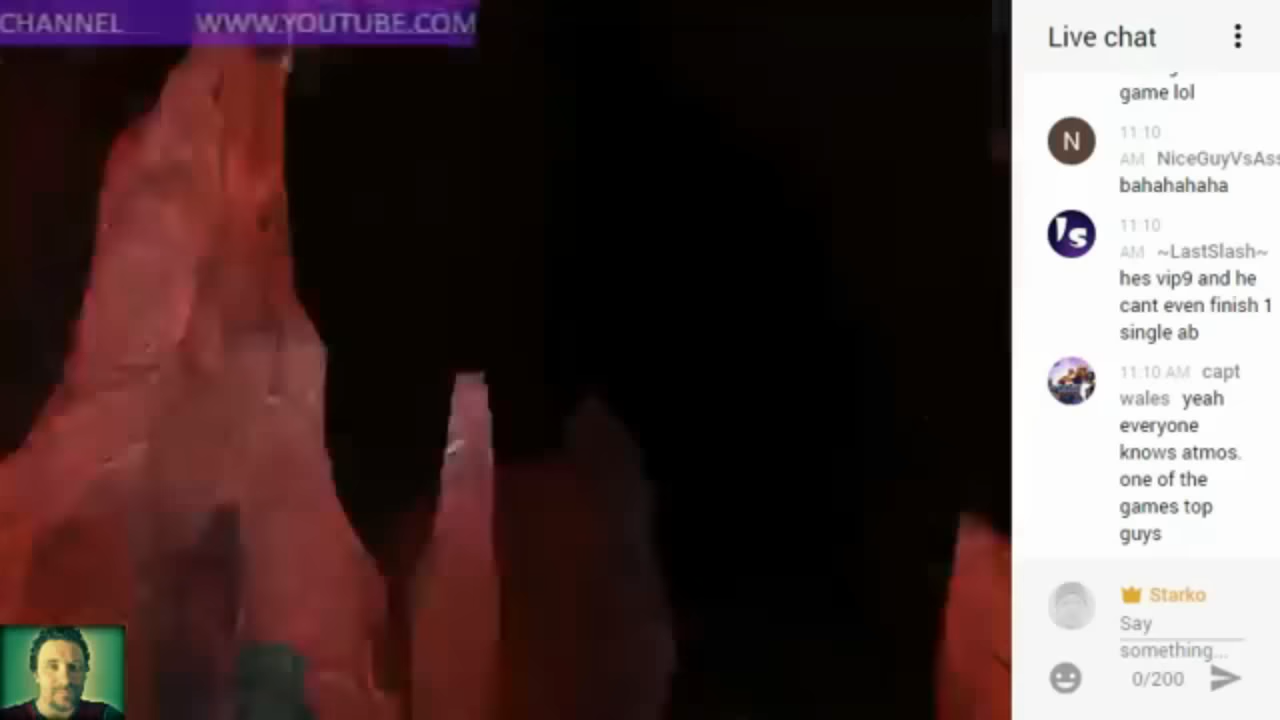 CHANNEL WWW.YOUTUBE.COM
Live chat
game lol
N
11:10
AM NiceGuyVsAss
bahahahaha
11:10
AM ~LastSlash~
hes vip9 and he
cant even finish 1
single ab
11:10 AM capt
wales yeah
everyone
knows atmos.
one of the
games top
guys
Starko
Say
something...
0/200